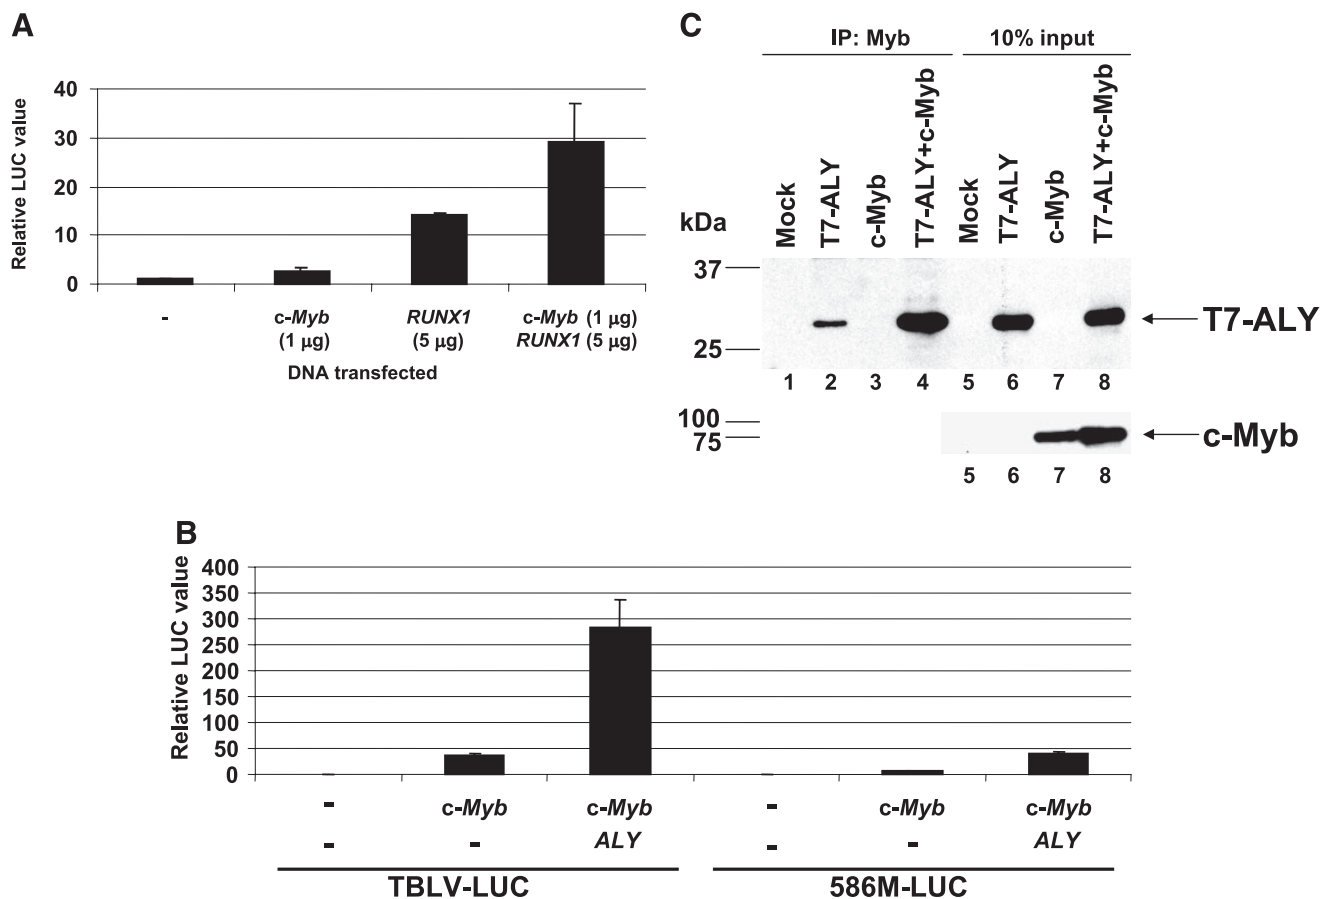 A
Relative LUC value
40
30
20
10
0
-
c-Myb
(1 µg)
RUNX1
(5 µg)
c-Myb (1 µg)
RUNX1 (5 µg)
DNA transfected
C
IP: Myb
10% input
kDa
Mock
T7-ALY
c-Myb
T7-ALY+c-Myb
Mock
T7-ALY
c-Myb
T7-ALY+c-Myb
37
25
T7-ALY
1 2 3 4 5 6 7 8
100
75
c-Myb
5 6 7 8
B
Relative LUC value
400
350
300
250
200
150
100
50
0
- c-Myb c-Myb - c-Myb c-Myb
- - ALY - - ALY
TBLV-LUC 586M-LUC